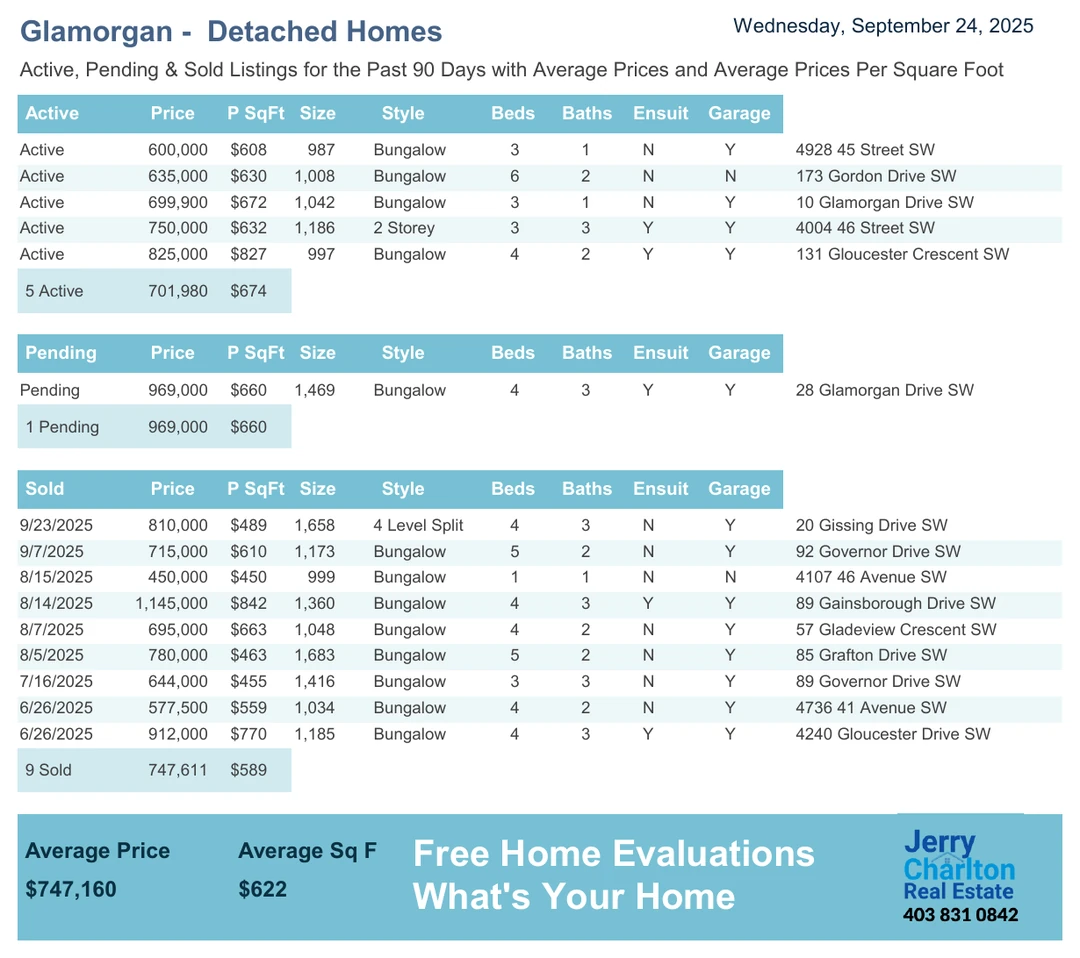 Glamorgan - Detached Homes
Wednesday, September 24, 2025
Active, Pending & Sold Listings for the Past 90 Days with Average Prices and Average Prices Per Square Foot
Active Price P SqFt Size Style Beds Baths Ensuit Garage
Active 600,000 $608 987 Bungalow 3 1 N Y 4928 45 Street SW
Active 635,000 $630 1,008 Bungalow 6 2 N N 173 Gordon Drive SW
Active 699,900 $672 1,042 Bungalow 3 1 N Y 10 Glamorgan Drive SW
Active 750,000 $632 1,186 2 Storey 3 3 Y Y 4004 46 Street SW
Active 825,000 $827 997 Bungalow 4 2 Y Y 131 Gloucester Crescent SW
5 Active 701,980 $674
Pending Price P SqFt Size Style Beds Baths Ensuit Garage
Pending 969,000 $660 1,469 Bungalow 4 3 Y Y 28 Glamorgan Drive SW
1 Pending 969,000 $660
Sold Price P SqFt Size Style Beds Baths Ensuit Garage
9/23/2025 810,000 $489 1,658 4 Level Split 4 3 N Y 20 Gissing Drive SW
9/7/2025 715,000 $610 1,173 Bungalow 5 2 N Y 92 Governor Drive SW
8/15/2025 450,000 $450 999 Bungalow 1 1 N N 4107 46 Avenue SW
8/14/2025 1,145,000 $842 1,360 Bungalow 4 3 Y Y 89 Gainsborough Drive SW
8/7/2025 695,000 $663 1,048 Bungalow 4 2 N Y 57 Gladeview Crescent SW
8/5/2025 780,000 $463 1,683 Bungalow 5 2 N Y 85 Grafton Drive SW
7/16/2025 644,000 $455 1,416 Bungalow 3 3 N Y 89 Governor Drive SW
6/26/2025 577,500 $559 1,034 Bungalow 4 2 N Y 4736 41 Avenue SW
6/26/2025 912,000 $770 1,185 Bungalow 4 3 Y Y 4240 Gloucester Drive SW
9 Sold 747,611 $589
Average Price Average Sq F
$747,160 $622
Free Home Evaluations
What's Your Home
Jerry
Charlton
Real Estate
403 831 0842